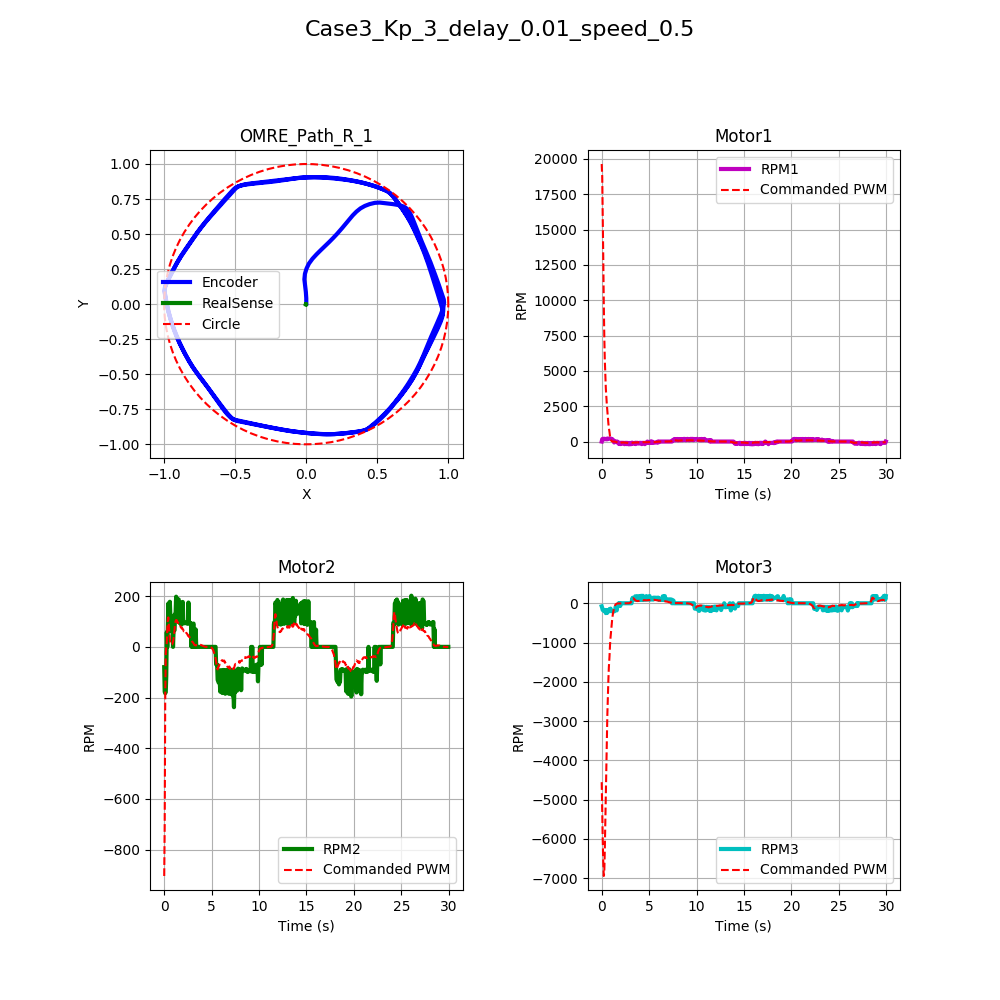 Case3_Kp_3_delay_0.01_speed_0.5
OMRE_Path_R_1
1.00
0.75
0.50
0.25
0.00
−0.25
−0.50
−0.75
−1.00
Y
Encoder
RealSense
Circle
−1.0 −0.5 0.0 0.5 1.0
X
Motor1
20000
17500
15000
12500
10000
7500
5000
2500
0
RPM
RPM1
Commanded PWM
0 5 10 15 20 25 30
Time (s)
Motor2
200
0
−200
−400
−600
−800
RPM
RPM2
Commanded PWM
0 5 10 15 20 25 30
Time (s)
Motor3
0
−1000
−2000
−3000
−4000
−5000
−6000
−7000
RPM
RPM3
Commanded PWM
0 5 10 15 20 25 30
Time (s)